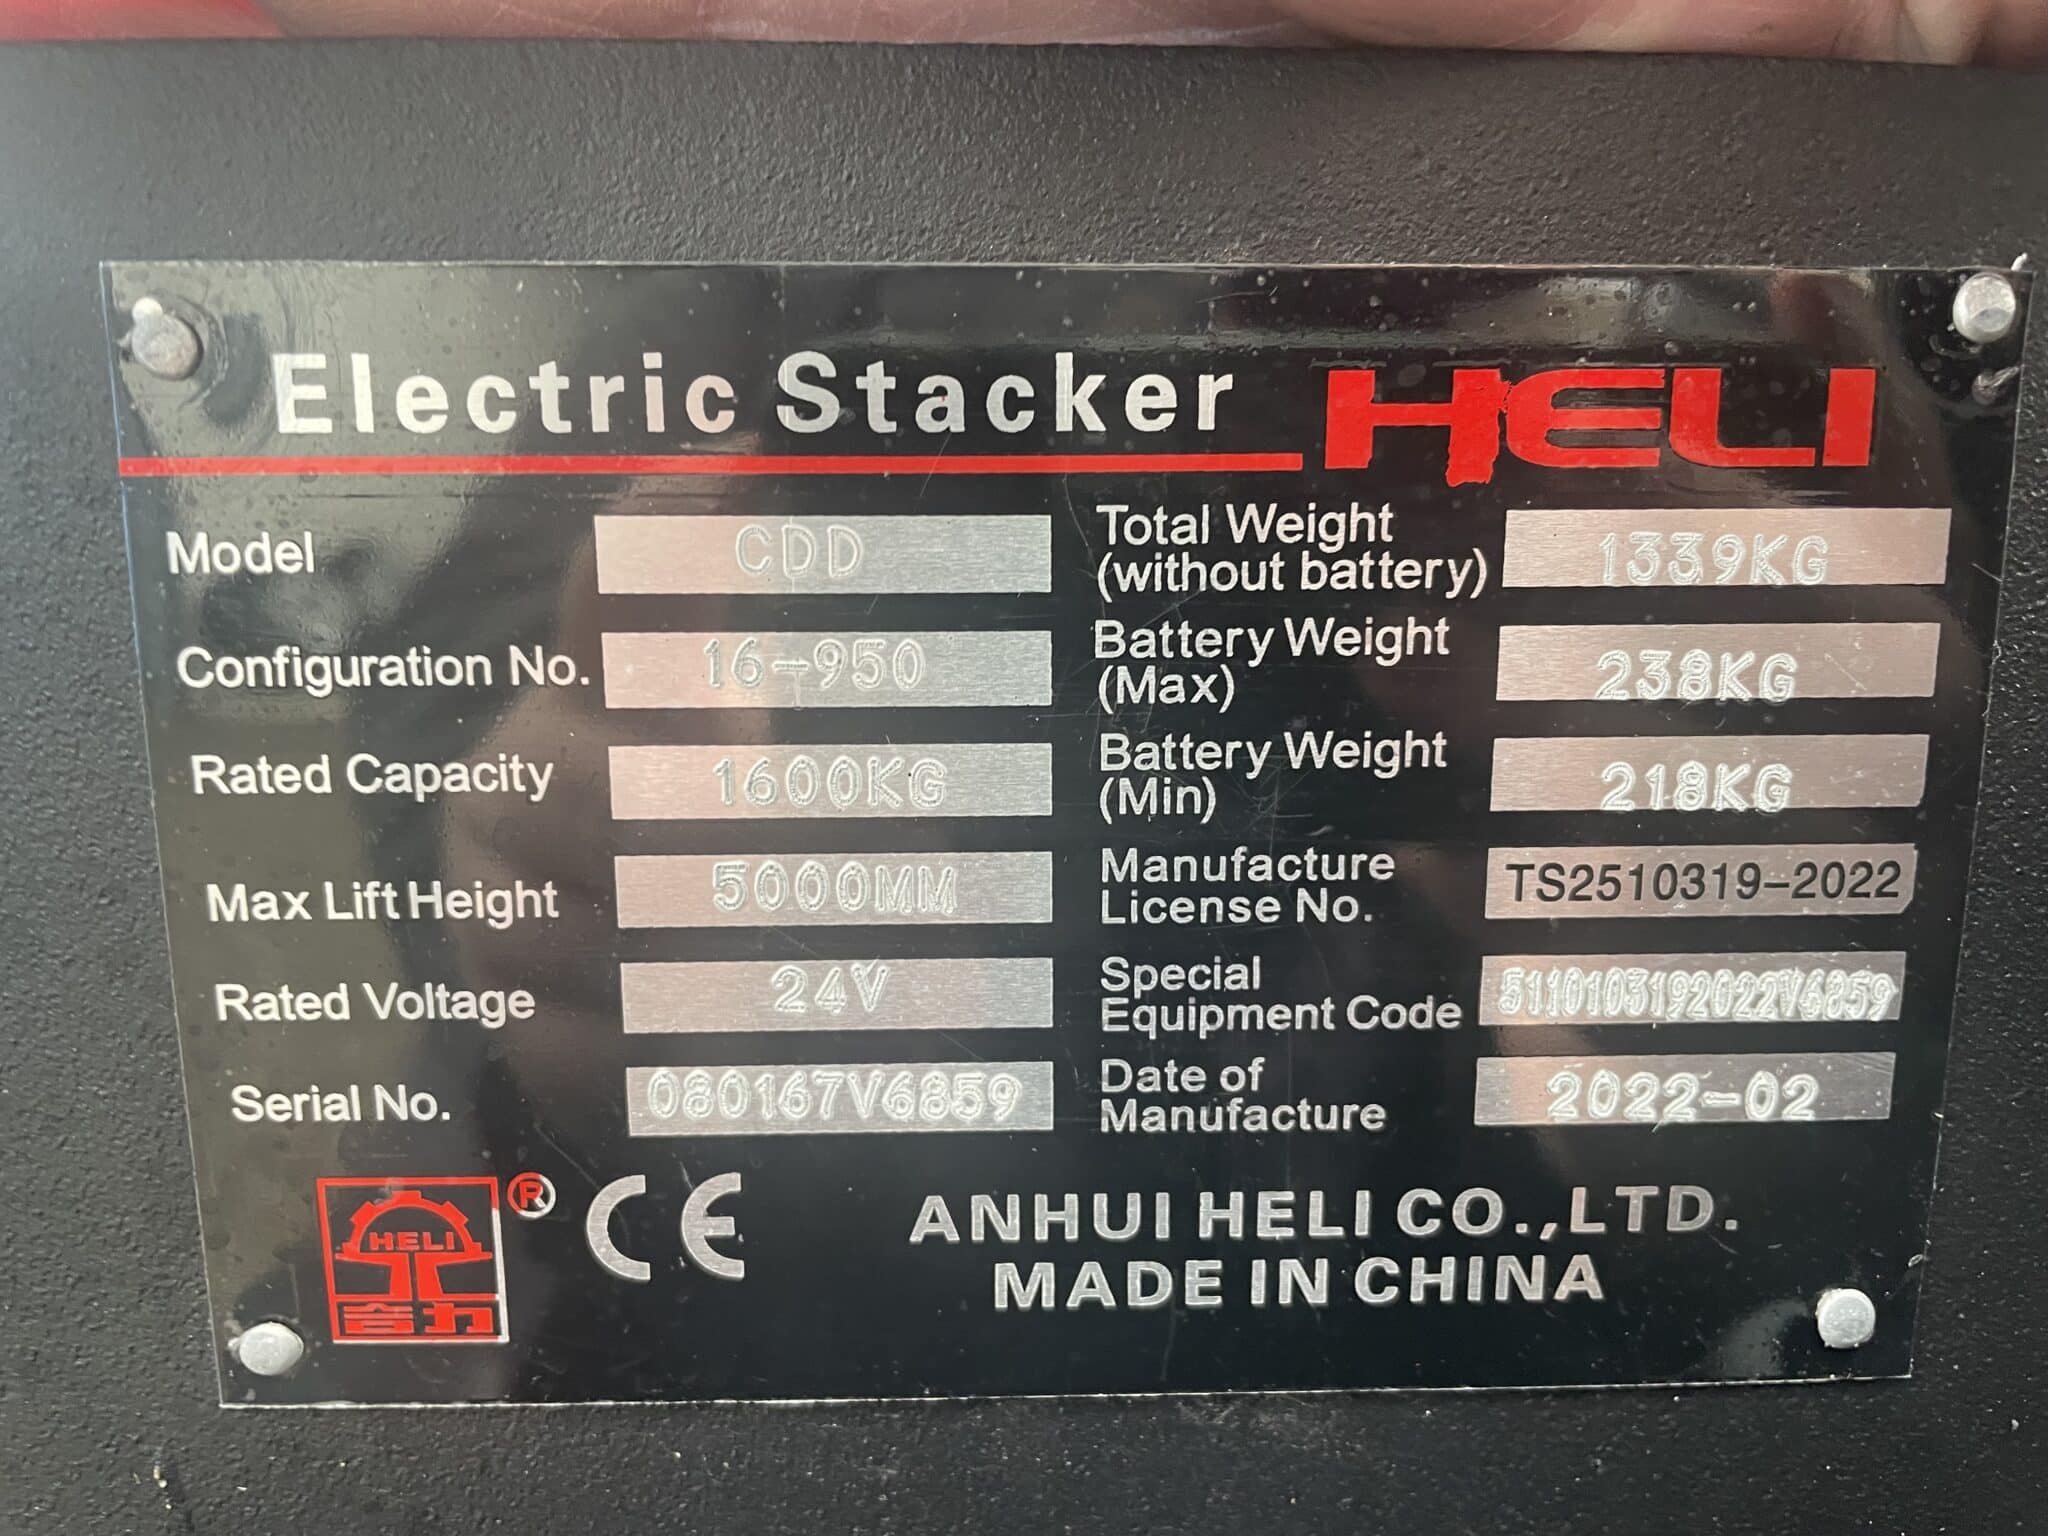 Electric Stacker HELI
Model CDD
Configuration No. 16-950
Rated Capacity 1600KG
Max Lift Height 5000MM
Rated Voltage 24V
Serial No. 080167V6859
Total Weight
(without battery) 1339KG
Battery Weight
(Max) 238KG
Battery Weight
(Min) 218KG
Manufacture
License No. TS2510319-2022
Special
Equipment Code 5110103192022V6859
Date of
Manufacture 2022-02
HELI
合力
® CE
ANHUI HELI CO.,LTD.
MADE IN CHINA